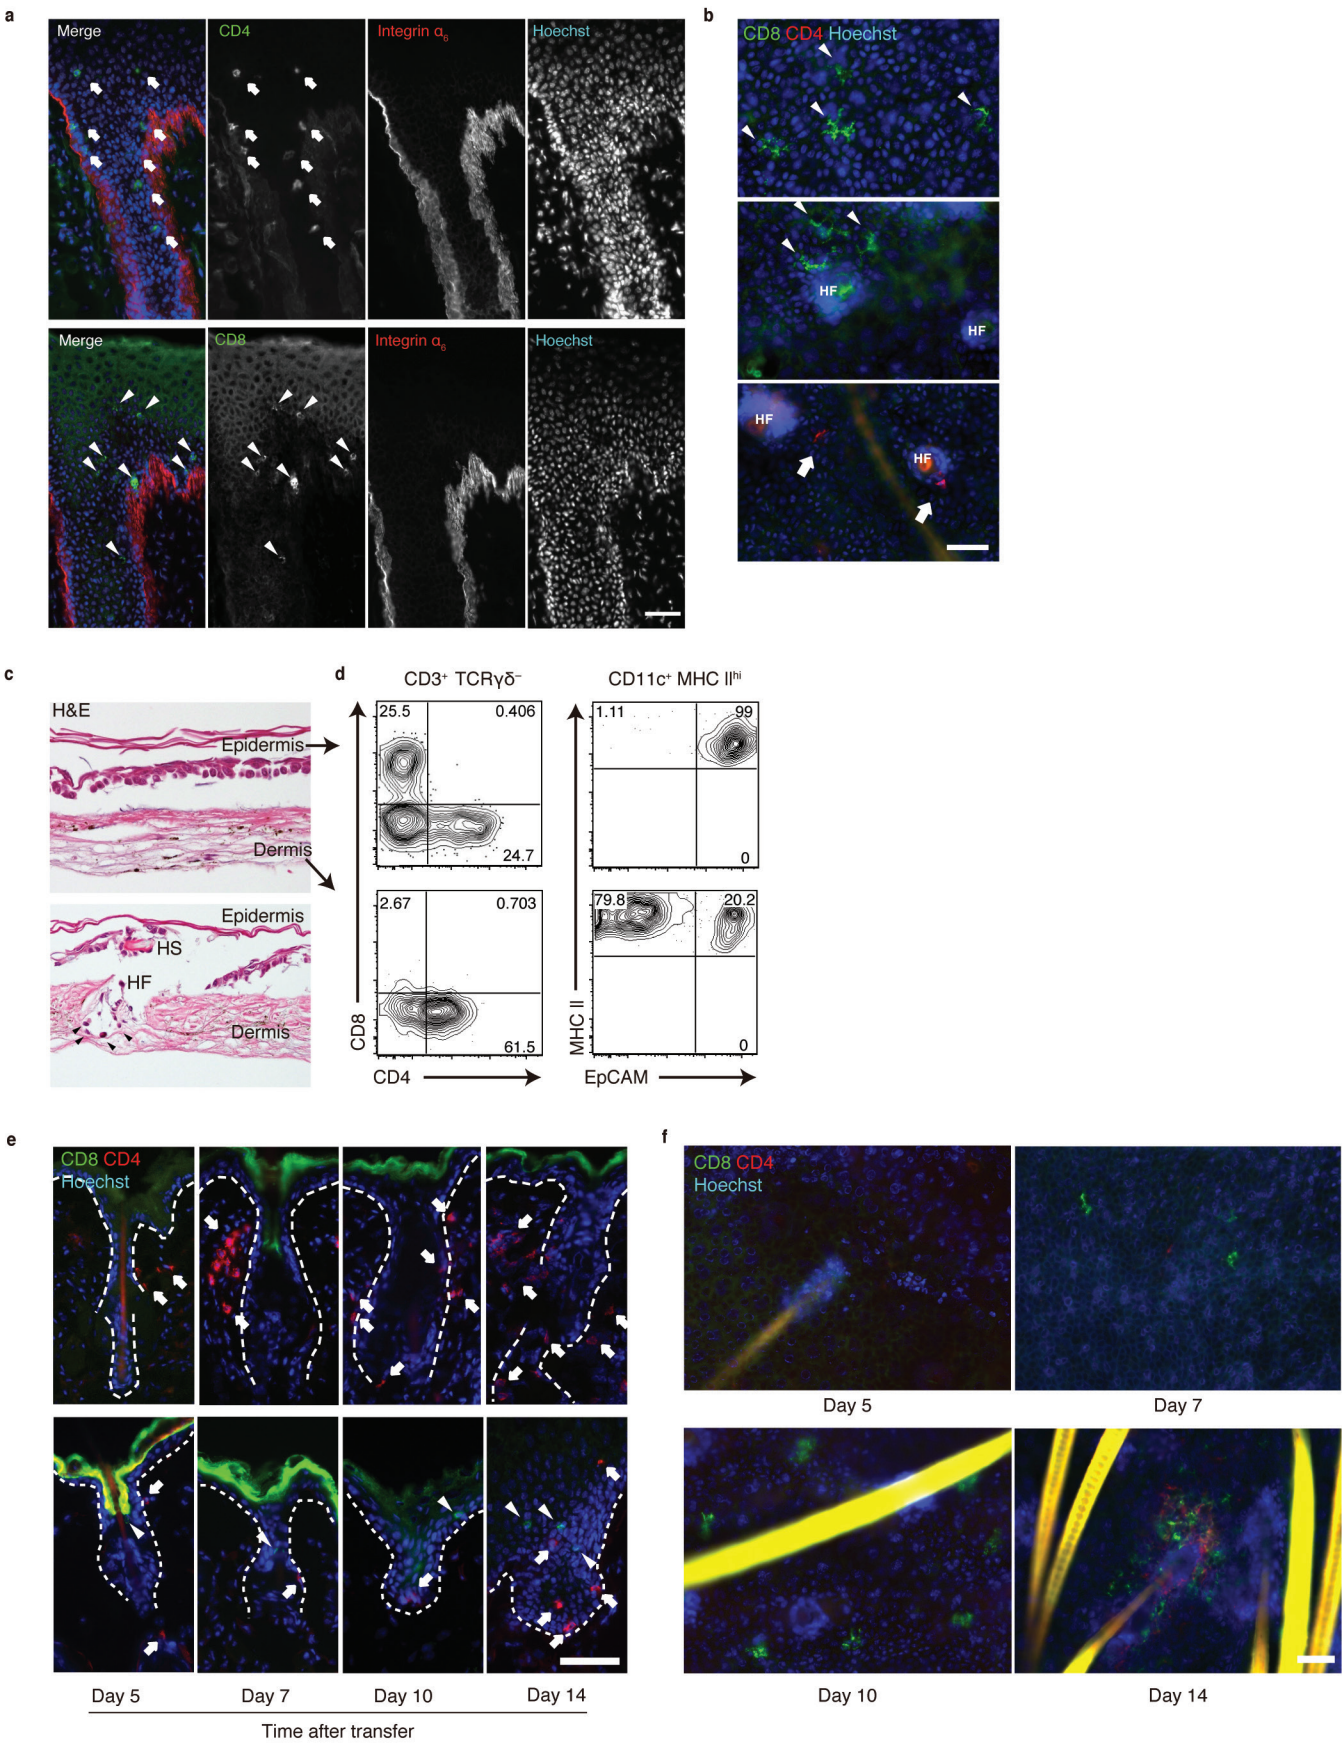 a
Merge
CD4
Integrin α6
Hoechst
Merge
CD8
Integrin α6
Hoechst
b
CD8 CD4 Hoechst
HF
HF
HF
HF
c
H&E
Epidermis
Dermis
Epidermis
HS
HF
Dermis
d
CD3+ TCRγδ–
CD11c+ MHC IIhi
25.5
0.406
24.7
1.11
99
0
2.67
0.703
61.5
79.8
20.2
0
CD8
CD4
MHC II
EpCAM
e
CD8 CD4
Hoechst
Day 5
Day 7
Day 10
Day 14
Time after transfer
f
CD8 CD4
Hoechst
Day 5
Day 7
Day 10
Day 14